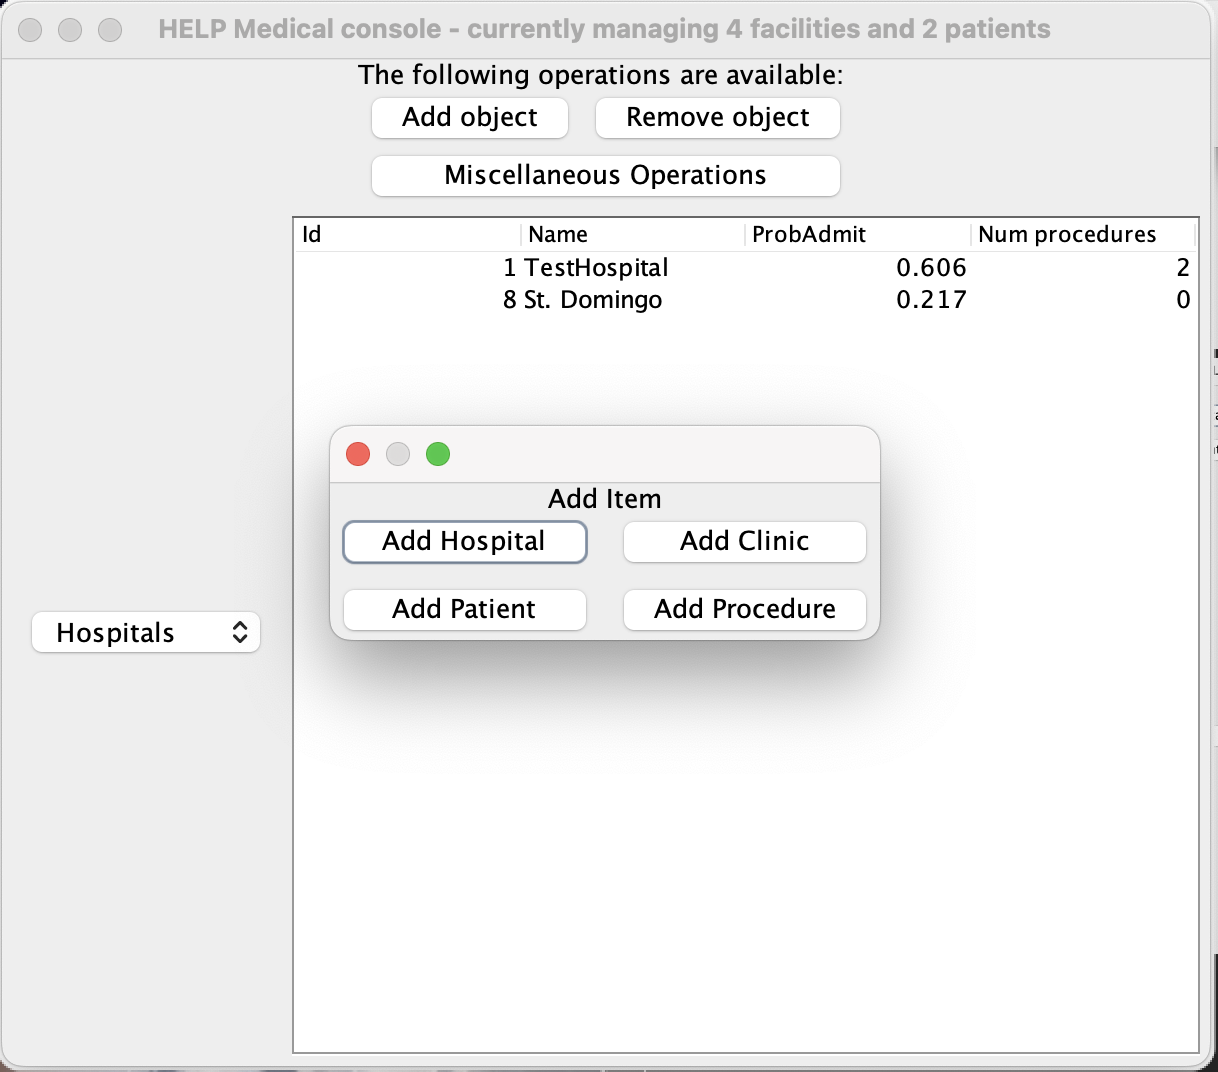 HELP Medical console - currently managing 4 facilities and 2 patients
The following operations are available:
Add object Remove object
Miscellaneous Operations
Id Name ProbAdmit Num procedures
1 TestHospital 0.606 2
8 St. Domingo 0.217 0
Add Item
Add Hospital Add Clinic
Add Patient Add Procedure
Hospitals